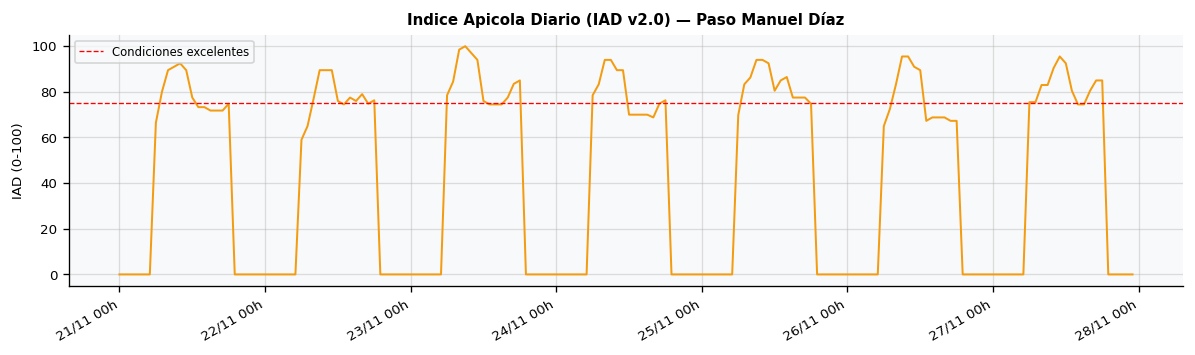 Indice Apicola Diario (IAD v2.0) — Paso Manuel Díaz
Condiciones excelentes
IAD (0-100)
100
80
60
40
20
0
21/11 00h
22/11 00h
23/11 00h
24/11 00h
25/11 00h
26/11 00h
27/11 00h
28/11 00h